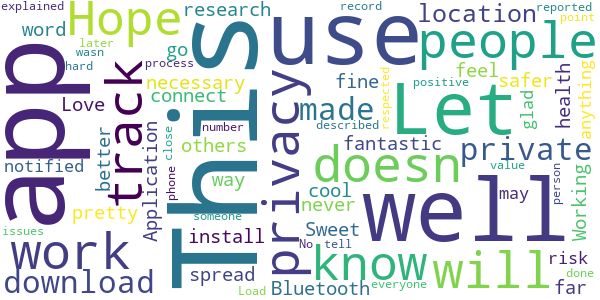 explained
Hope
research
record
reported
word
go
location
point
later
wasn
app
This
use
people
hard
process
necessary
fine
feel
safer
track
Love
connect
made
health
anything
notified
better
Application
close
number
privacy
respected
positive
Let
glad
others
described
fantastic
private
phone
doesn
pretty
way
cool
never
well
value
may
person
Working
work
someone
Sweet
issues
install
No
tell
know
will
risk
download
spread
Load
Bluetooth
everyone
far
done